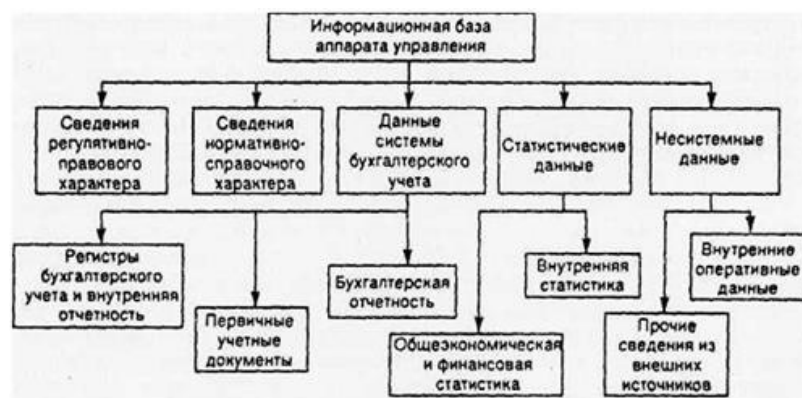 Информационная база
аппарата управления
Сведения
регулятивно-
правового
характера
Сведения
нормативно-
справочного
характера
Данные
системы
бухгалтерского
учета
Статистические
данные
Несистемные
данные
Регистры
бухгалтерского
учета и внутренняя
отчетность
Первичные
учетные
документы
Бухгалтерская
отчетность
Общеэкономическая
и финансовая
статистика
Внутренняя
статистика
Прочие
сведения из
внешних
источников
Внутренние
оперативные
данные